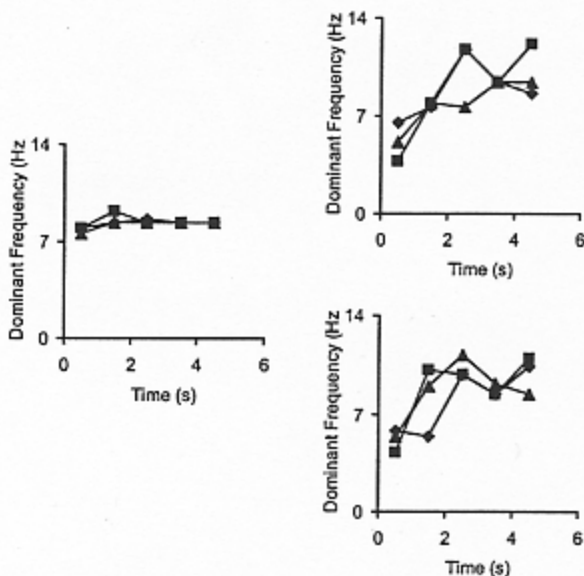 Dominant Frequency (Hz
14
7
0
0 2 4 6
Time (s)
Dominant Frequency (Hz
14
7
0
0 2 4 6
Time (s)
Dominant Frequency (Hz
14
7
0
0 2 4 6
Time (s)